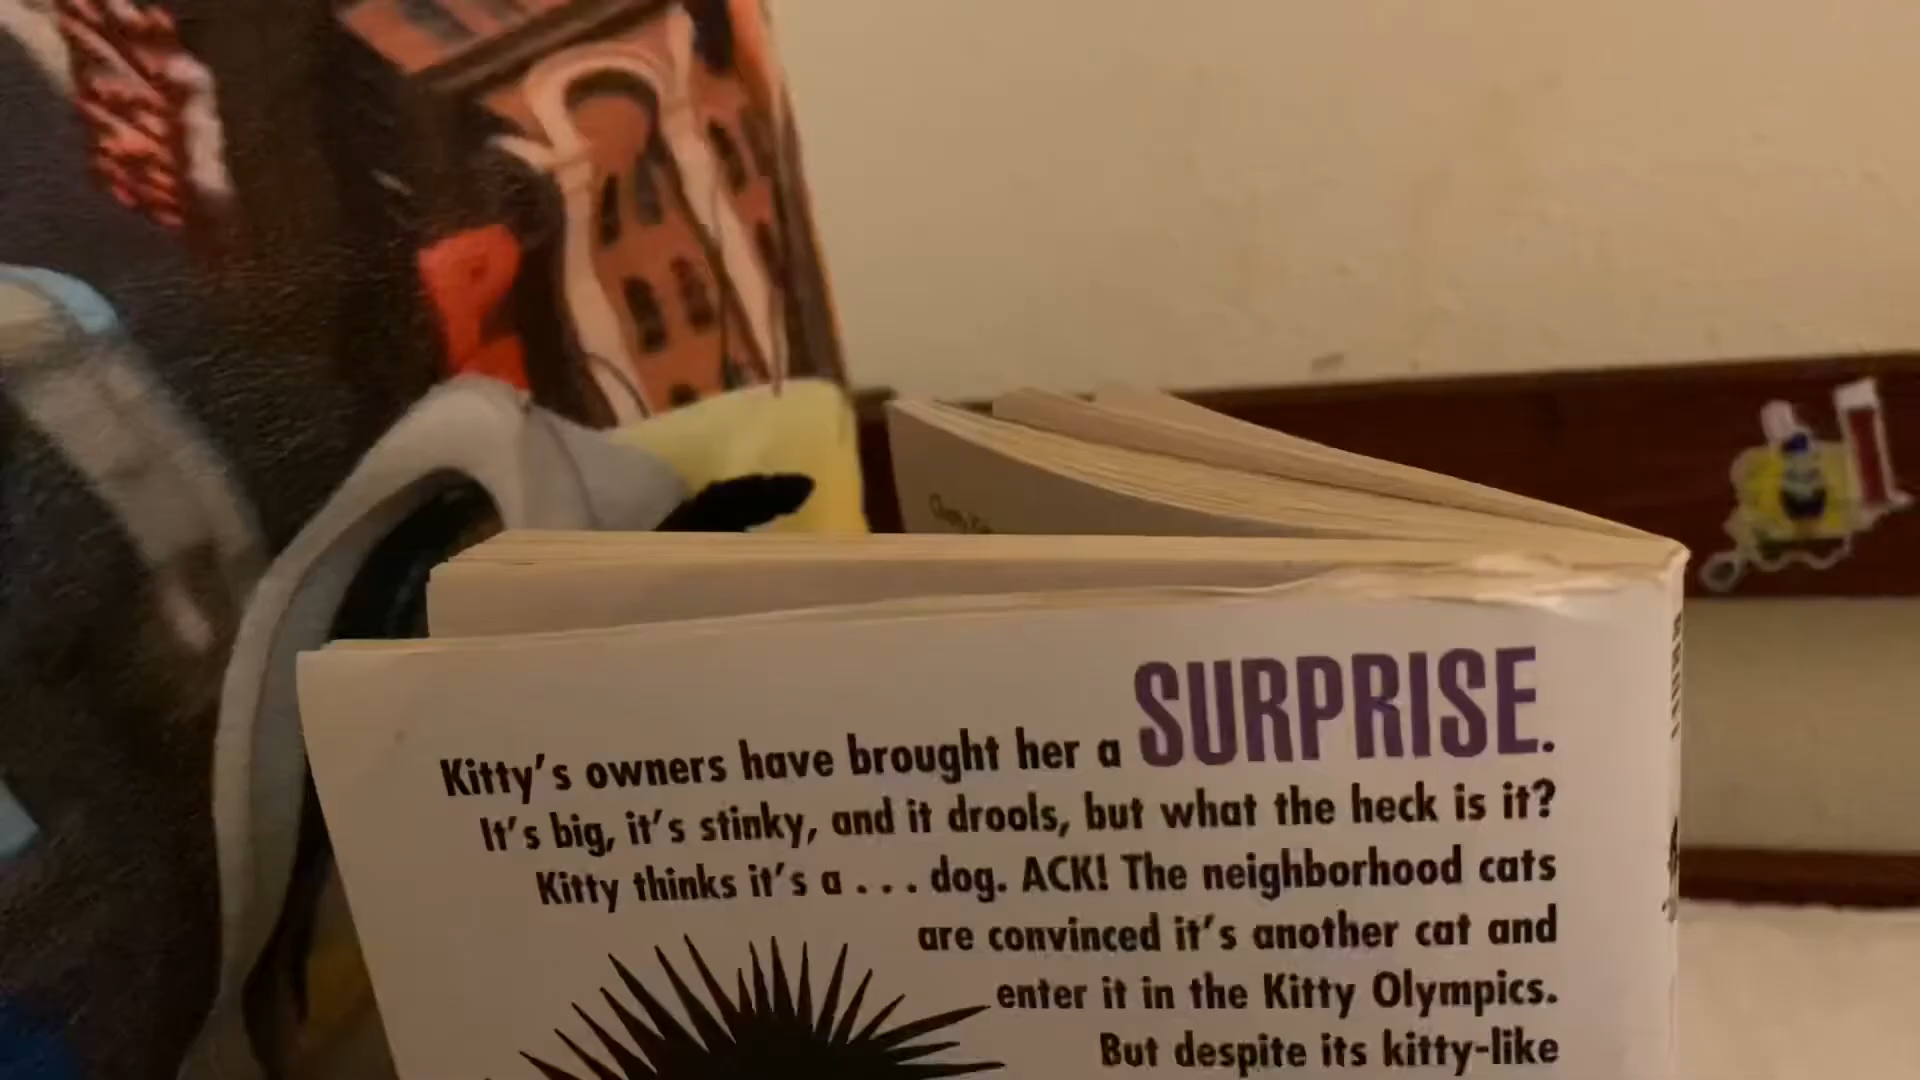 Kitty's owners have brought her a SURPRISE.
It's big, it's stinky, and it drools, but what the heck is it?
Kitty thinks it's a . . . dog. ACK! The neighborhood cats
are convinced it's another cat and
enter it in the Kitty Olympics.
But despite its kitty-like